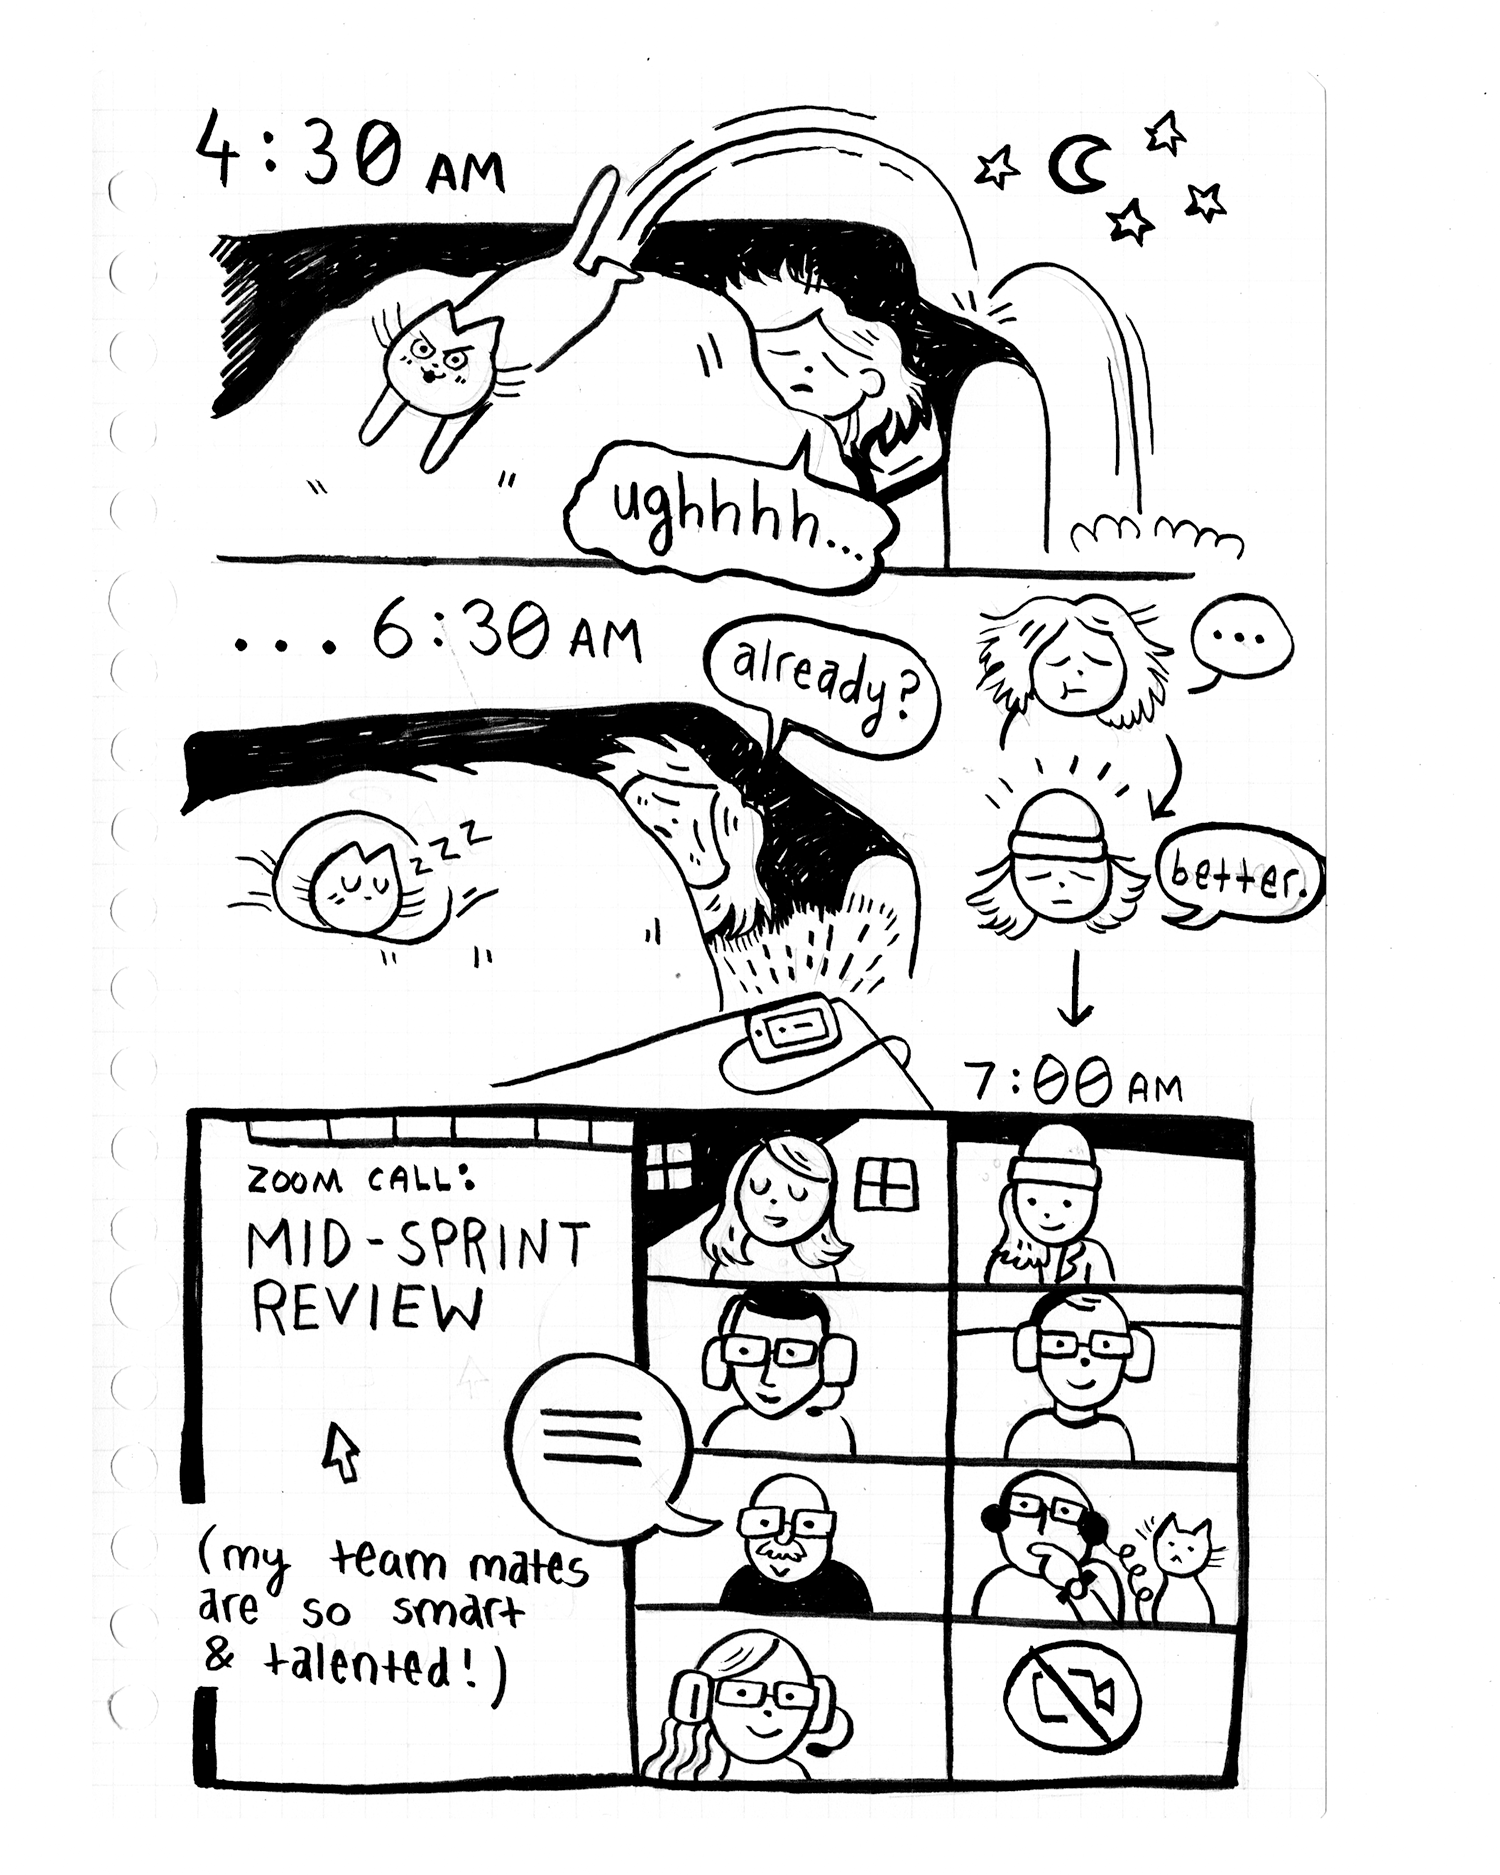 4:30 AM
ughhhh...
... 6:30 AM
already?
...
zzz
better.
7:00 AM
ZOOM CALL:
MID-SPRINT
REVIEW
(my team mates
are so smart
& talented!)